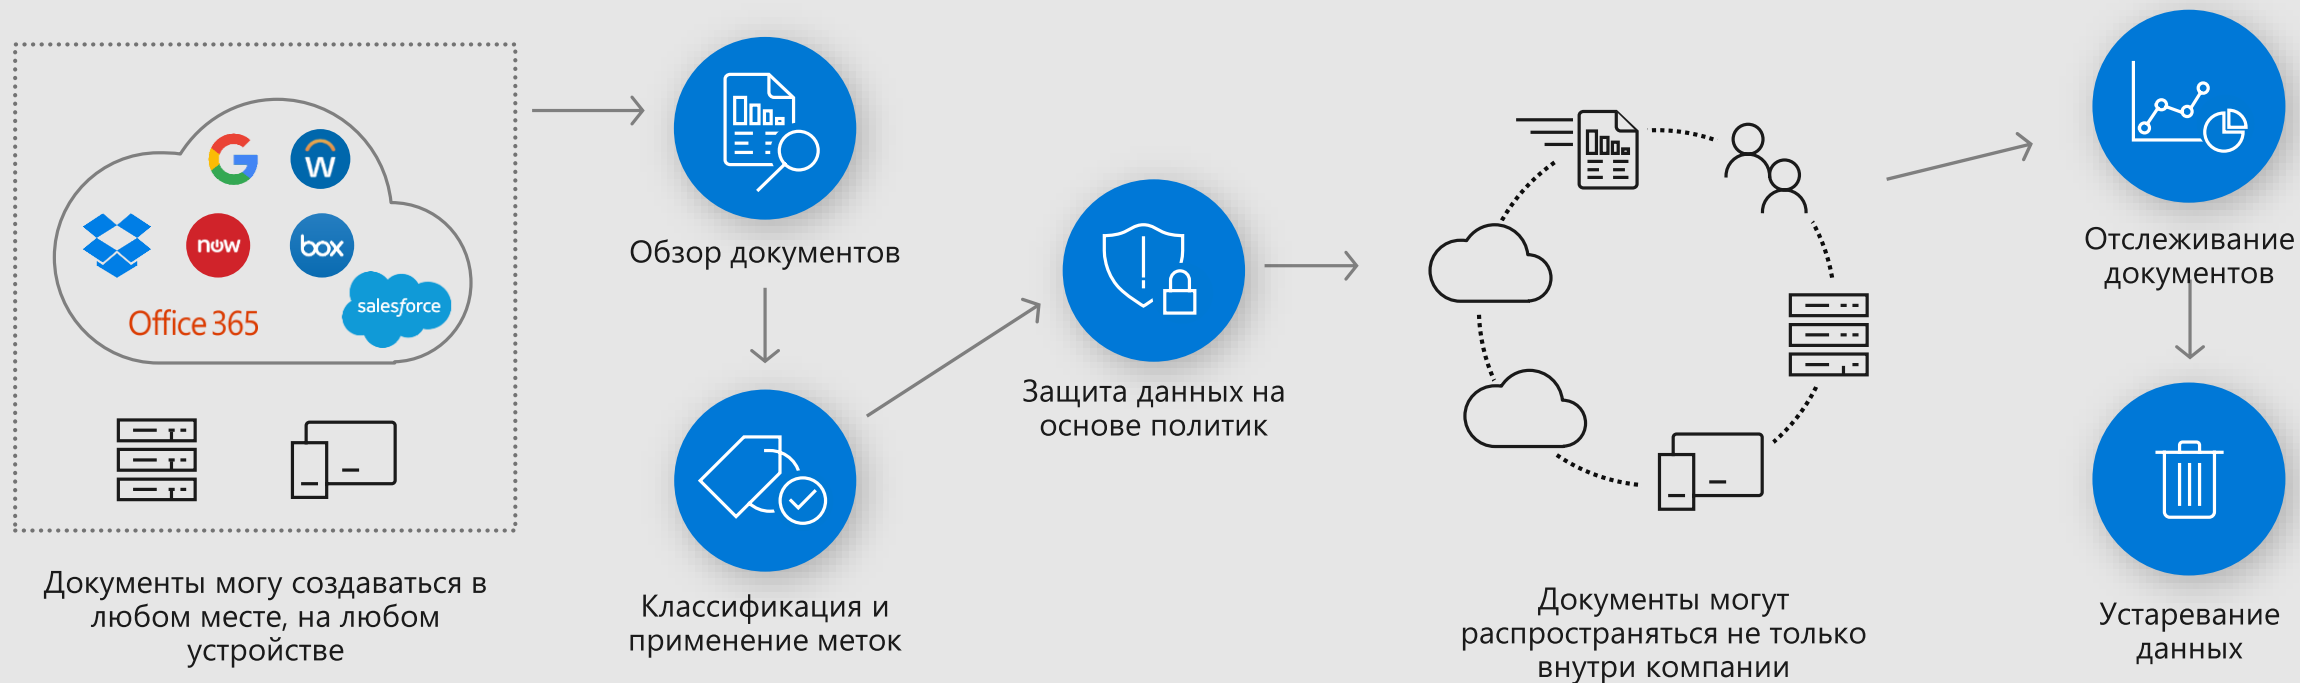 G
w
now
box
salesforce
Office 365
Документы могу создаваться в
любом месте, на любом
устройстве
Обзор документов
Классификация и
применение меток
Защита данных на
основе политик
Документы могут
распространяться не только
внутри компании
Отслеживание
документов
Устаревание
данных